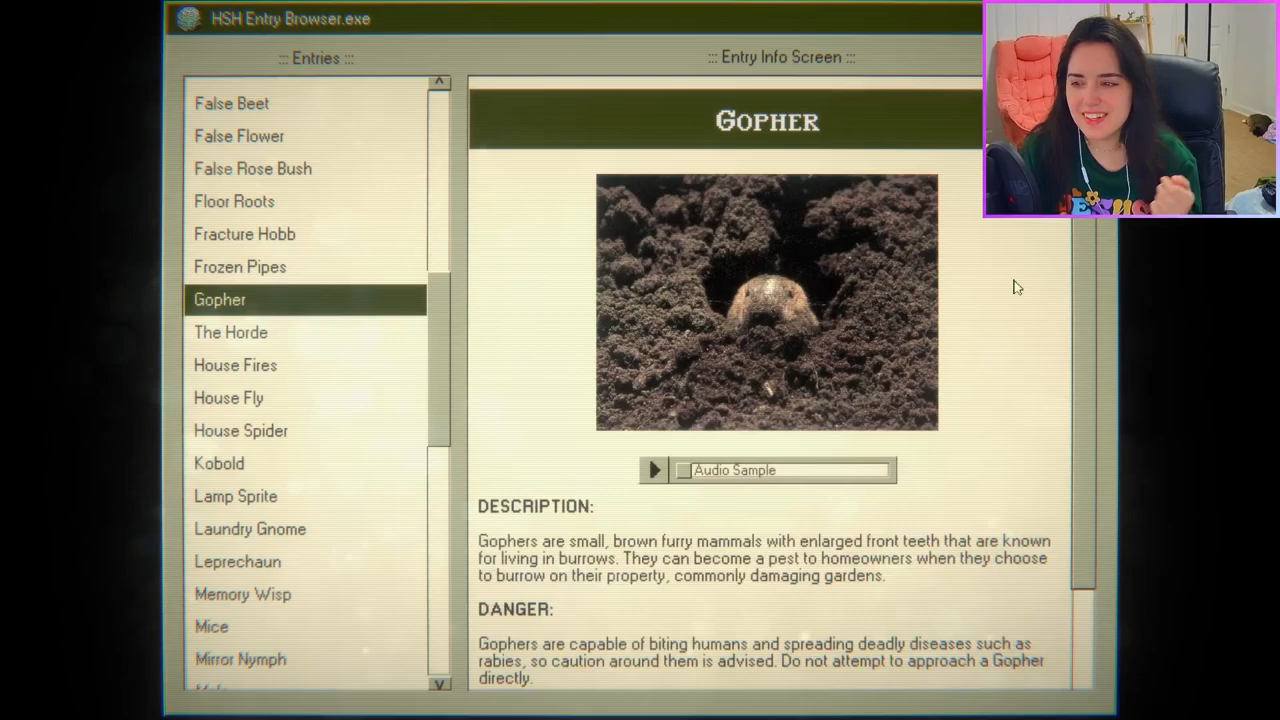 HSH Entry Browser.exe
::: Entries :::
False Beet
False Flower
False Rose Bush
Floor Roots
Fracture Hobb
Frozen Pipes
Gopher
The Horde
House Fires
House Fly
House Spider
Kobold
Lamp Sprite
Laundry Gnome
Leprechaun
Memory Wisp
Mice
Mirror Nymph
::: Entry Info Screen :::
GOPHER
Audio Sample
DESCRIPTION:
Gophers are small, brown furry mammals with enlarged front teeth that are known
for living in burrows. They can become a pest to homeowners when they choose
to burrow on their property, commonly damaging gardens.
DANGER:
Gophers are capable of biting humans and spreading deadly diseases such as
rabies, so caution around them is advised. Do not attempt to approach a Gopher
directly.